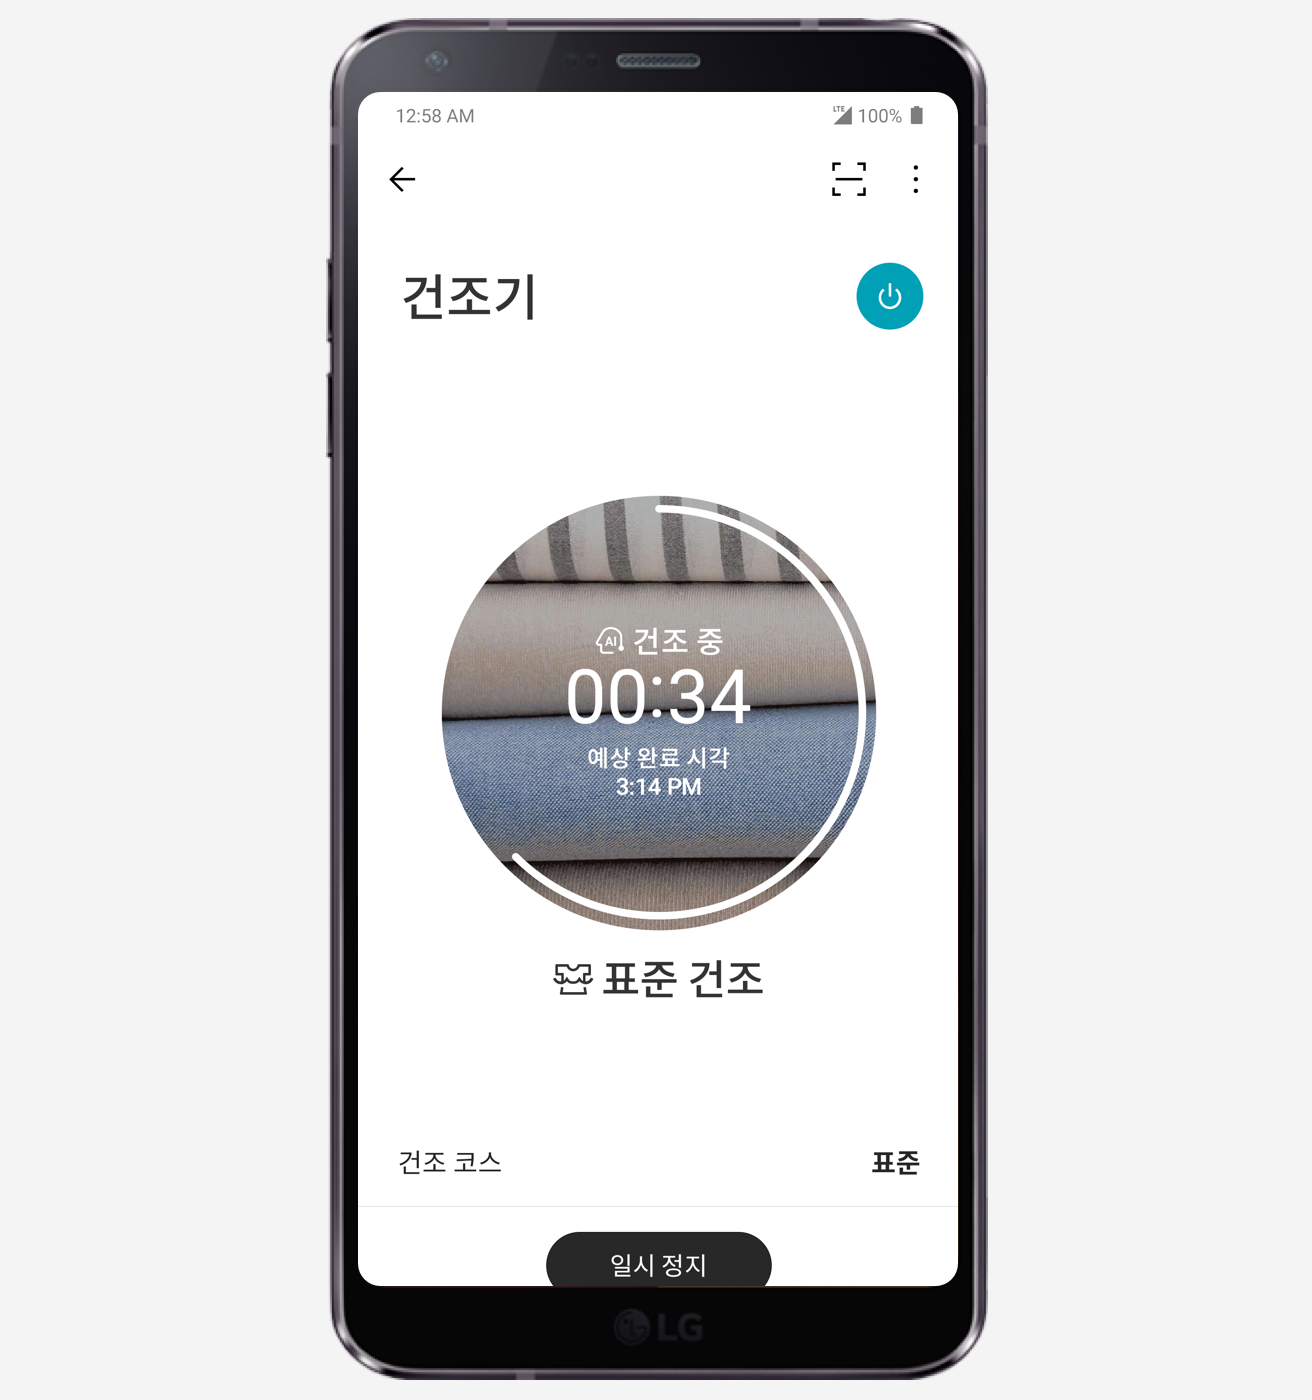 12:58 AM
LTE 100%
건조기
AI 건조 중
00:34
예상 완료 시각
3:14 PM
표준 건조
건조 코스 표준
일시 정지
LG